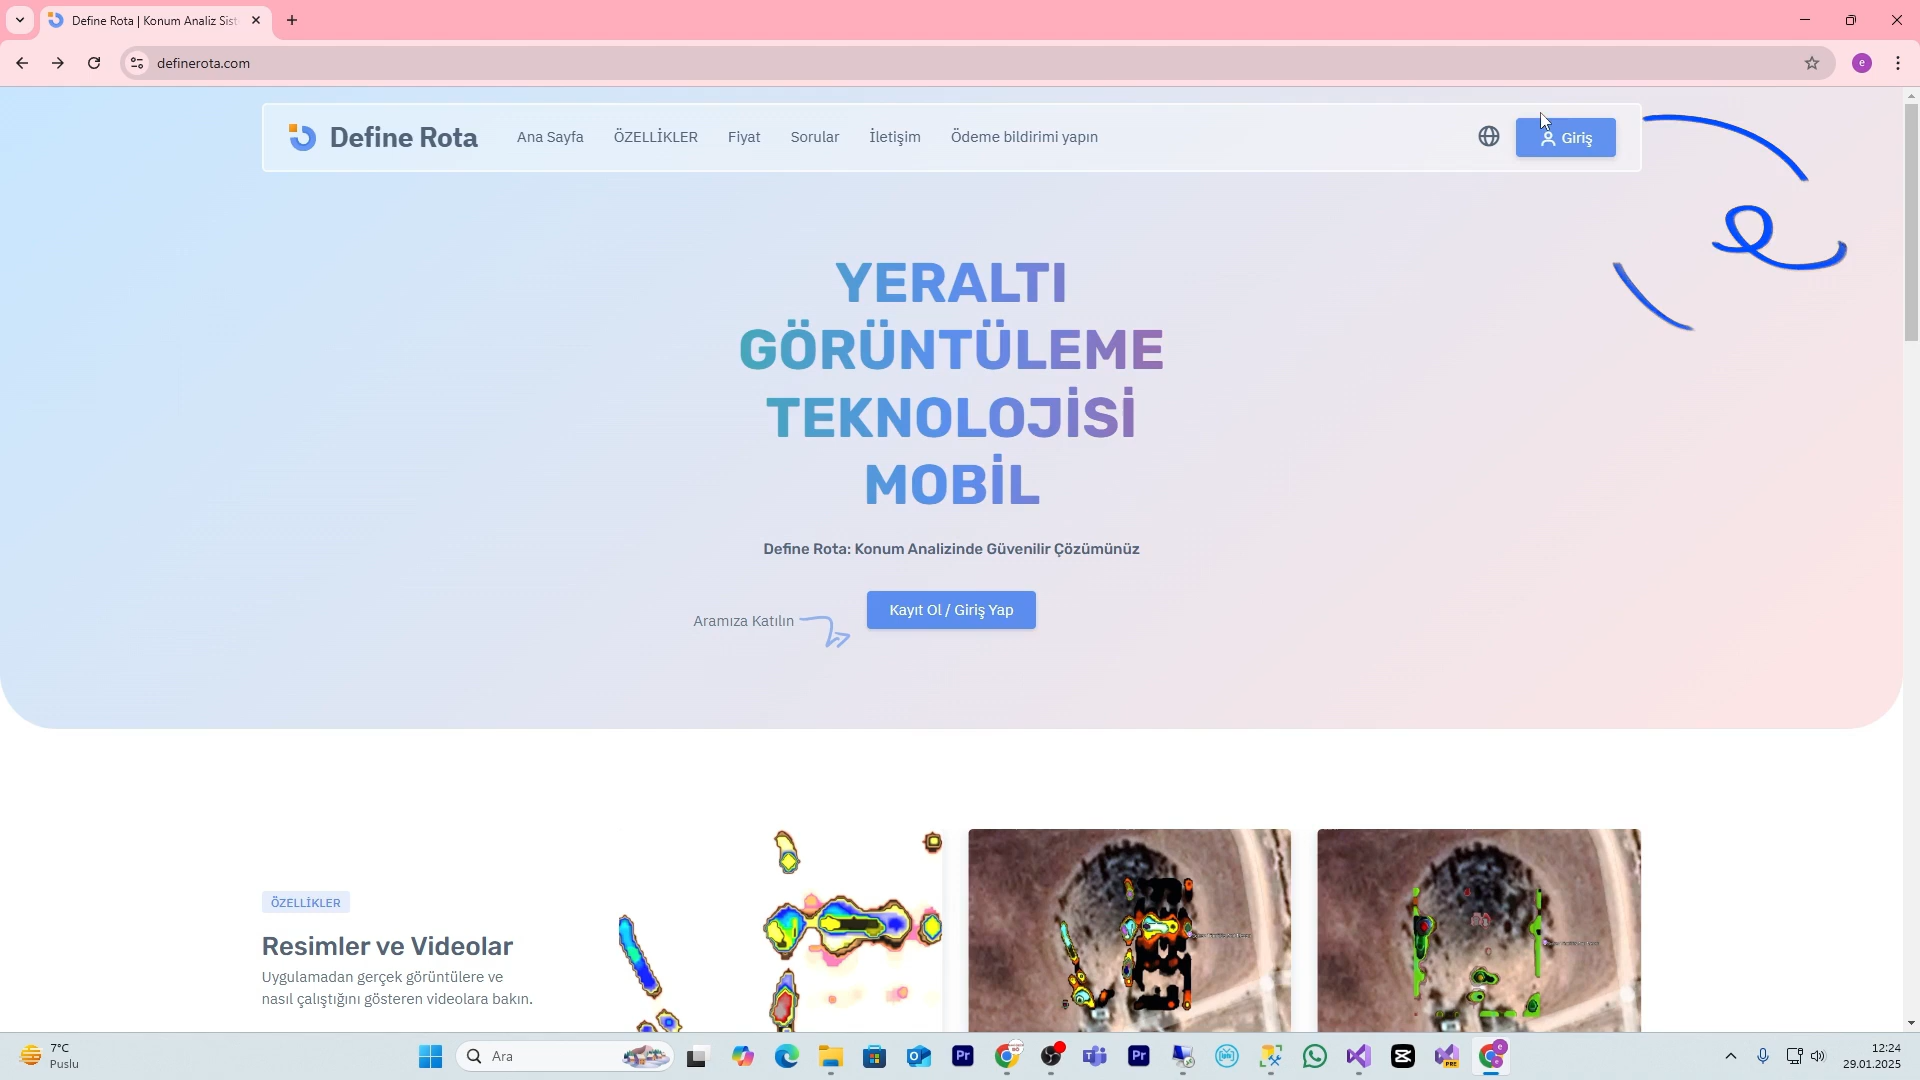 Define Rota | Konum Analiz Sist
definerota.com
e
Define Rota
Ana Sayfa
ÖZELLİKLER
Fiyat
Sorular
İletişim
Ödeme bildirimi yapın
Giriş
YERALTI
GÖRÜNTÜLEME
TEKNOLOJİSİ
MOBİL
Define Rota: Konum Analizinde Güvenilir Çözümünüz
Aramıza Katılın
Kayıt Ol / Giriş Yap
ÖZELLİKLER
Resimler ve Videolar
Uygulamadan gerçek görüntülere ve
nasıl çalıştığını gösteren videolara bakın.
7°C
Puslu
Ara
Pr
Pr
PRE
e
12:24
29.01.2025